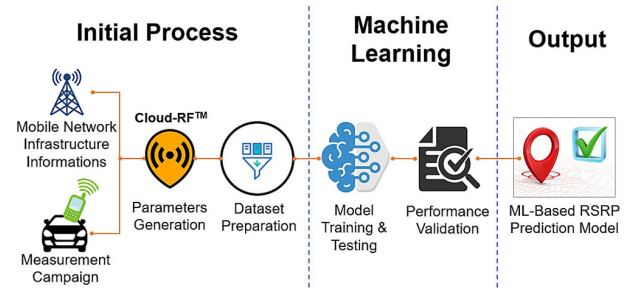 Initial Process
Machine
Learning
Output
Cloud-RF™
Mobile Network
Infrastructure
Informations
Measurement
Campaign
Parameters
Generation
Dataset
Preparation
Model
Training &
Testing
Performance
Validation
ML-Based RSRP
Prediction Model